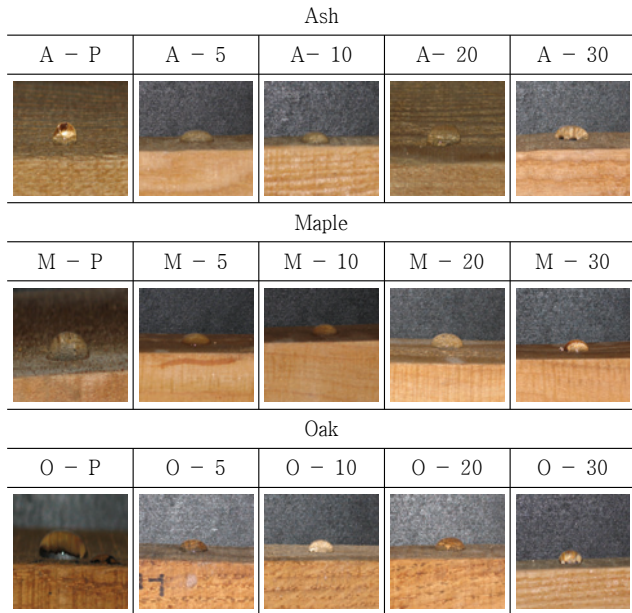 Ash
A - P A - 5 A- 10 A- 20 A - 30
Maple
M - P M - 5 M - 10 M - 20 M - 30
Oak
O - P O - 5 O - 10 O - 20 O - 30